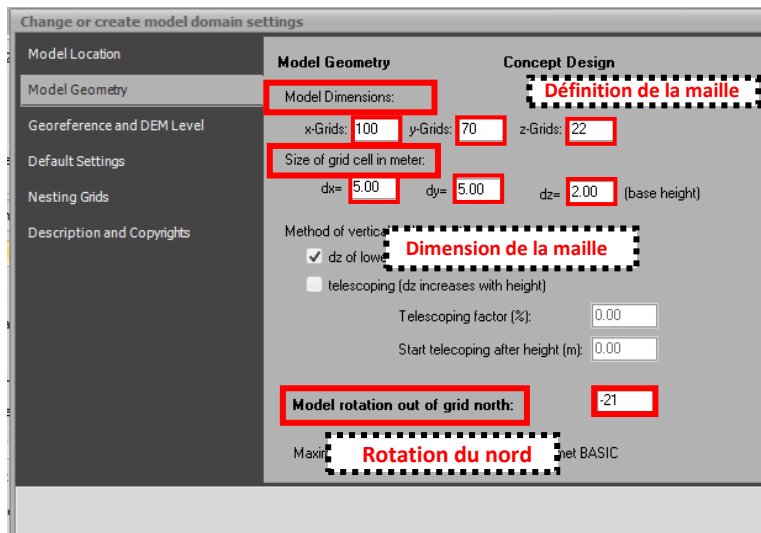 Change or create model domain settings
Model Location
Model Geometry
Georeference and DEM Level
Default Settings
Nesting Grids
Description and Copyrights
Model Geometry
Concept Design
Model Dimensions:
Définition de la maille
x-Grids: 100 y-Grids: 70 z-Grids: 22
Size of grid cell in meter:
dx= 5.00 dy= 5.00 dz= 2.00 (base height)
Method of
Dimension de la maille
dz of
telescoping (dz increases with height)
Telescoping factor (%): 0.00
Start telecoping after height (m): 0.00
Model rotation out of grid north: -21
Rotation du nord
BASIC